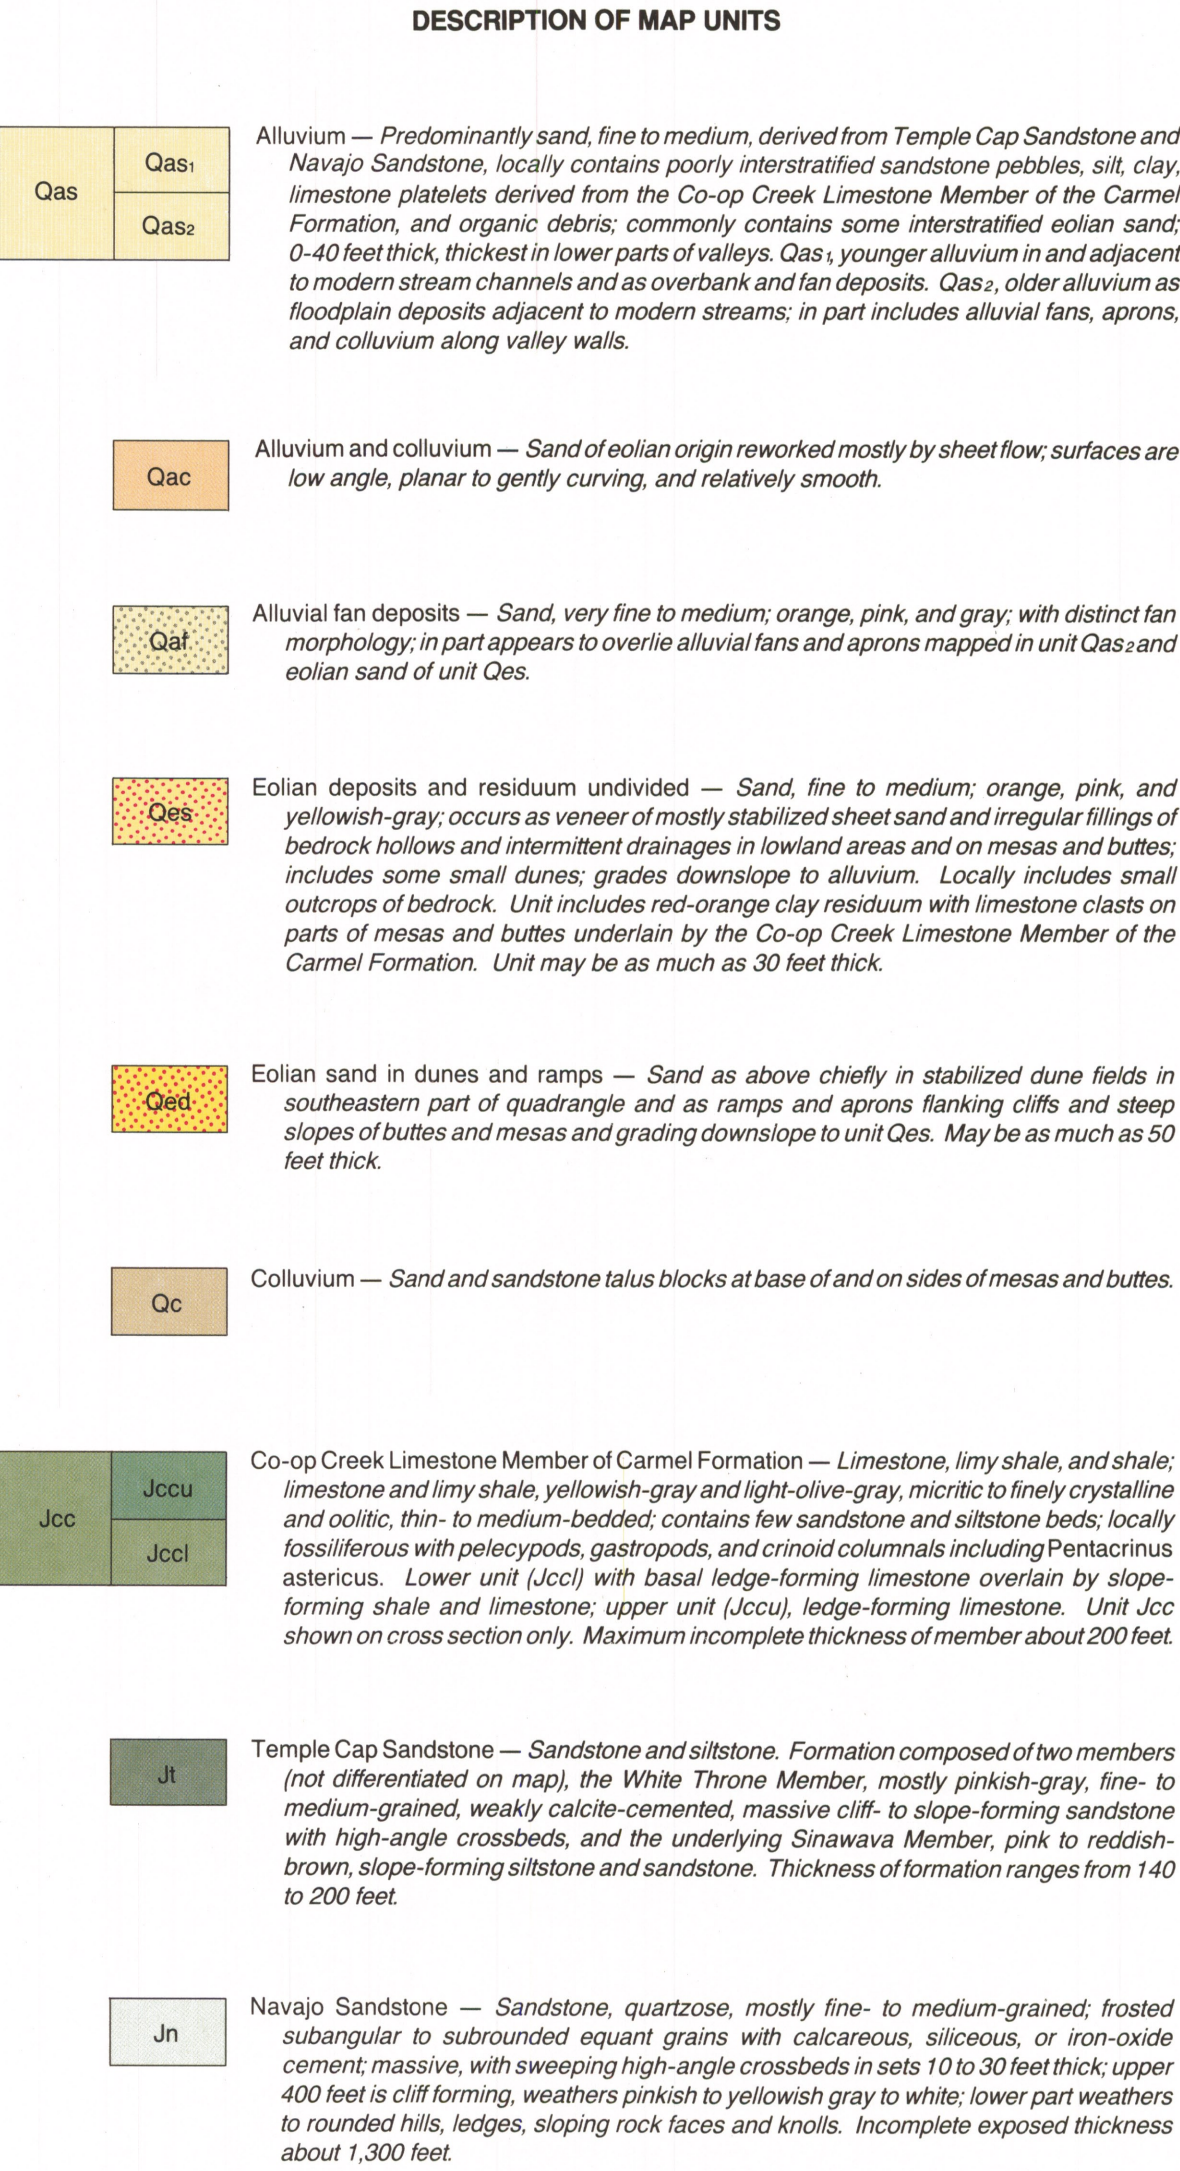 DESCRIPTION OF MAP UNITS
Qas
Qas1
Qas2
Alluvium — Predominantly sand, fine to medium, derived from Temple Cap Sandstone and
Navajo Sandstone, locally contains poorly interstratified sandstone pebbles, silt, clay,
limestone platelets derived from the Co-op Creek Limestone Member of the Carmel
Formation, and organic debris; commonly contains some interstratified eolian sand;
0-40 feet thick, thickest in lower parts of valleys. Qas1, younger alluvium in and adjacent
to modern stream channels and as overbank and fan deposits. Qas2, older alluvium as
floodplain deposits adjacent to modern streams; in part includes alluvial fans, aprons,
and colluvium along valley walls.
Qac
Alluvium and colluvium — Sand of eolian origin reworked mostly by sheet flow; surfaces are
low angle, planar to gently curving, and relatively smooth.
Qaf
Alluvial fan deposits — Sand, very fine to medium; orange, pink, and gray; with distinct fan
morphology; in part appears to overlie alluvial fans and aprons mapped in unit Qas2 and
eolian sand of unit Qes.
Qes
Eolian deposits and residuum undivided — Sand, fine to medium; orange, pink, and
yellowish-gray; occurs as veneer of mostly stabilized sheet sand and irregular fillings of
bedrock hollows and intermittent drainages in lowland areas and on mesas and buttes;
includes some small dunes; grades downslope to alluvium. Locally includes small
outcrops of bedrock. Unit includes red-orange clay residuum with limestone clasts on
parts of mesas and buttes underlain by the Co-op Creek Limestone Member of the
Carmel Formation. Unit may be as much as 30 feet thick.
Qed
Eolian sand in dunes and ramps — Sand as above chiefly in stabilized dune fields in
southeastern part of quadrangle and as ramps and aprons flanking cliffs and steep
slopes of buttes and mesas and grading downslope to unit Qes. May be as much as 50
feet thick.
Qc
Colluvium — Sand and sandstone talus blocks at base of and on sides of mesas and buttes.
Jcc
Jccu
Jccl
Co-op Creek Limestone Member of Carmel Formation — Limestone, limy shale, and shale;
limestone and limy shale, yellowish-gray and light-olive-gray, micritic to finely crystalline
and oolitic, thin- to medium-bedded; contains few sandstone and siltstone beds; locally
fossiliferous with pelecypods, gastropods, and crinoid columnals including Pentacrinus
astericus. Lower unit (Jccl) with basal ledge-forming limestone overlain by slope-
forming shale and limestone; upper unit (Jccu), ledge-forming limestone. Unit Jcc
shown on cross section only. Maximum incomplete thickness of member about 200 feet.
Jt
Temple Cap Sandstone — Sandstone and siltstone. Formation composed of two members
(not differentiated on map), the White Throne Member, mostly pinkish-gray, fine- to
medium-grained, weakly calcite-cemented, massive cliff- to slope-forming sandstone
with high-angle crossbeds, and the underlying Sinawava Member, pink to reddish-
brown, slope-forming siltstone and sandstone. Thickness of formation ranges from 140
to 200 feet.
Jn
Navajo Sandstone — Sandstone, quartzose, mostly fine- to medium-grained; frosted
subangular to subrounded equant grains with calcareous, siliceous, or iron-oxide
cement; massive, with sweeping high-angle crossbeds in sets 10 to 30 feet thick; upper
400 feet is cliff forming, weathers pinkish to yellowish gray to white; lower part weathers
to rounded hills, ledges, sloping rock faces and knolls. Incomplete exposed thickness
about 1,300 feet.